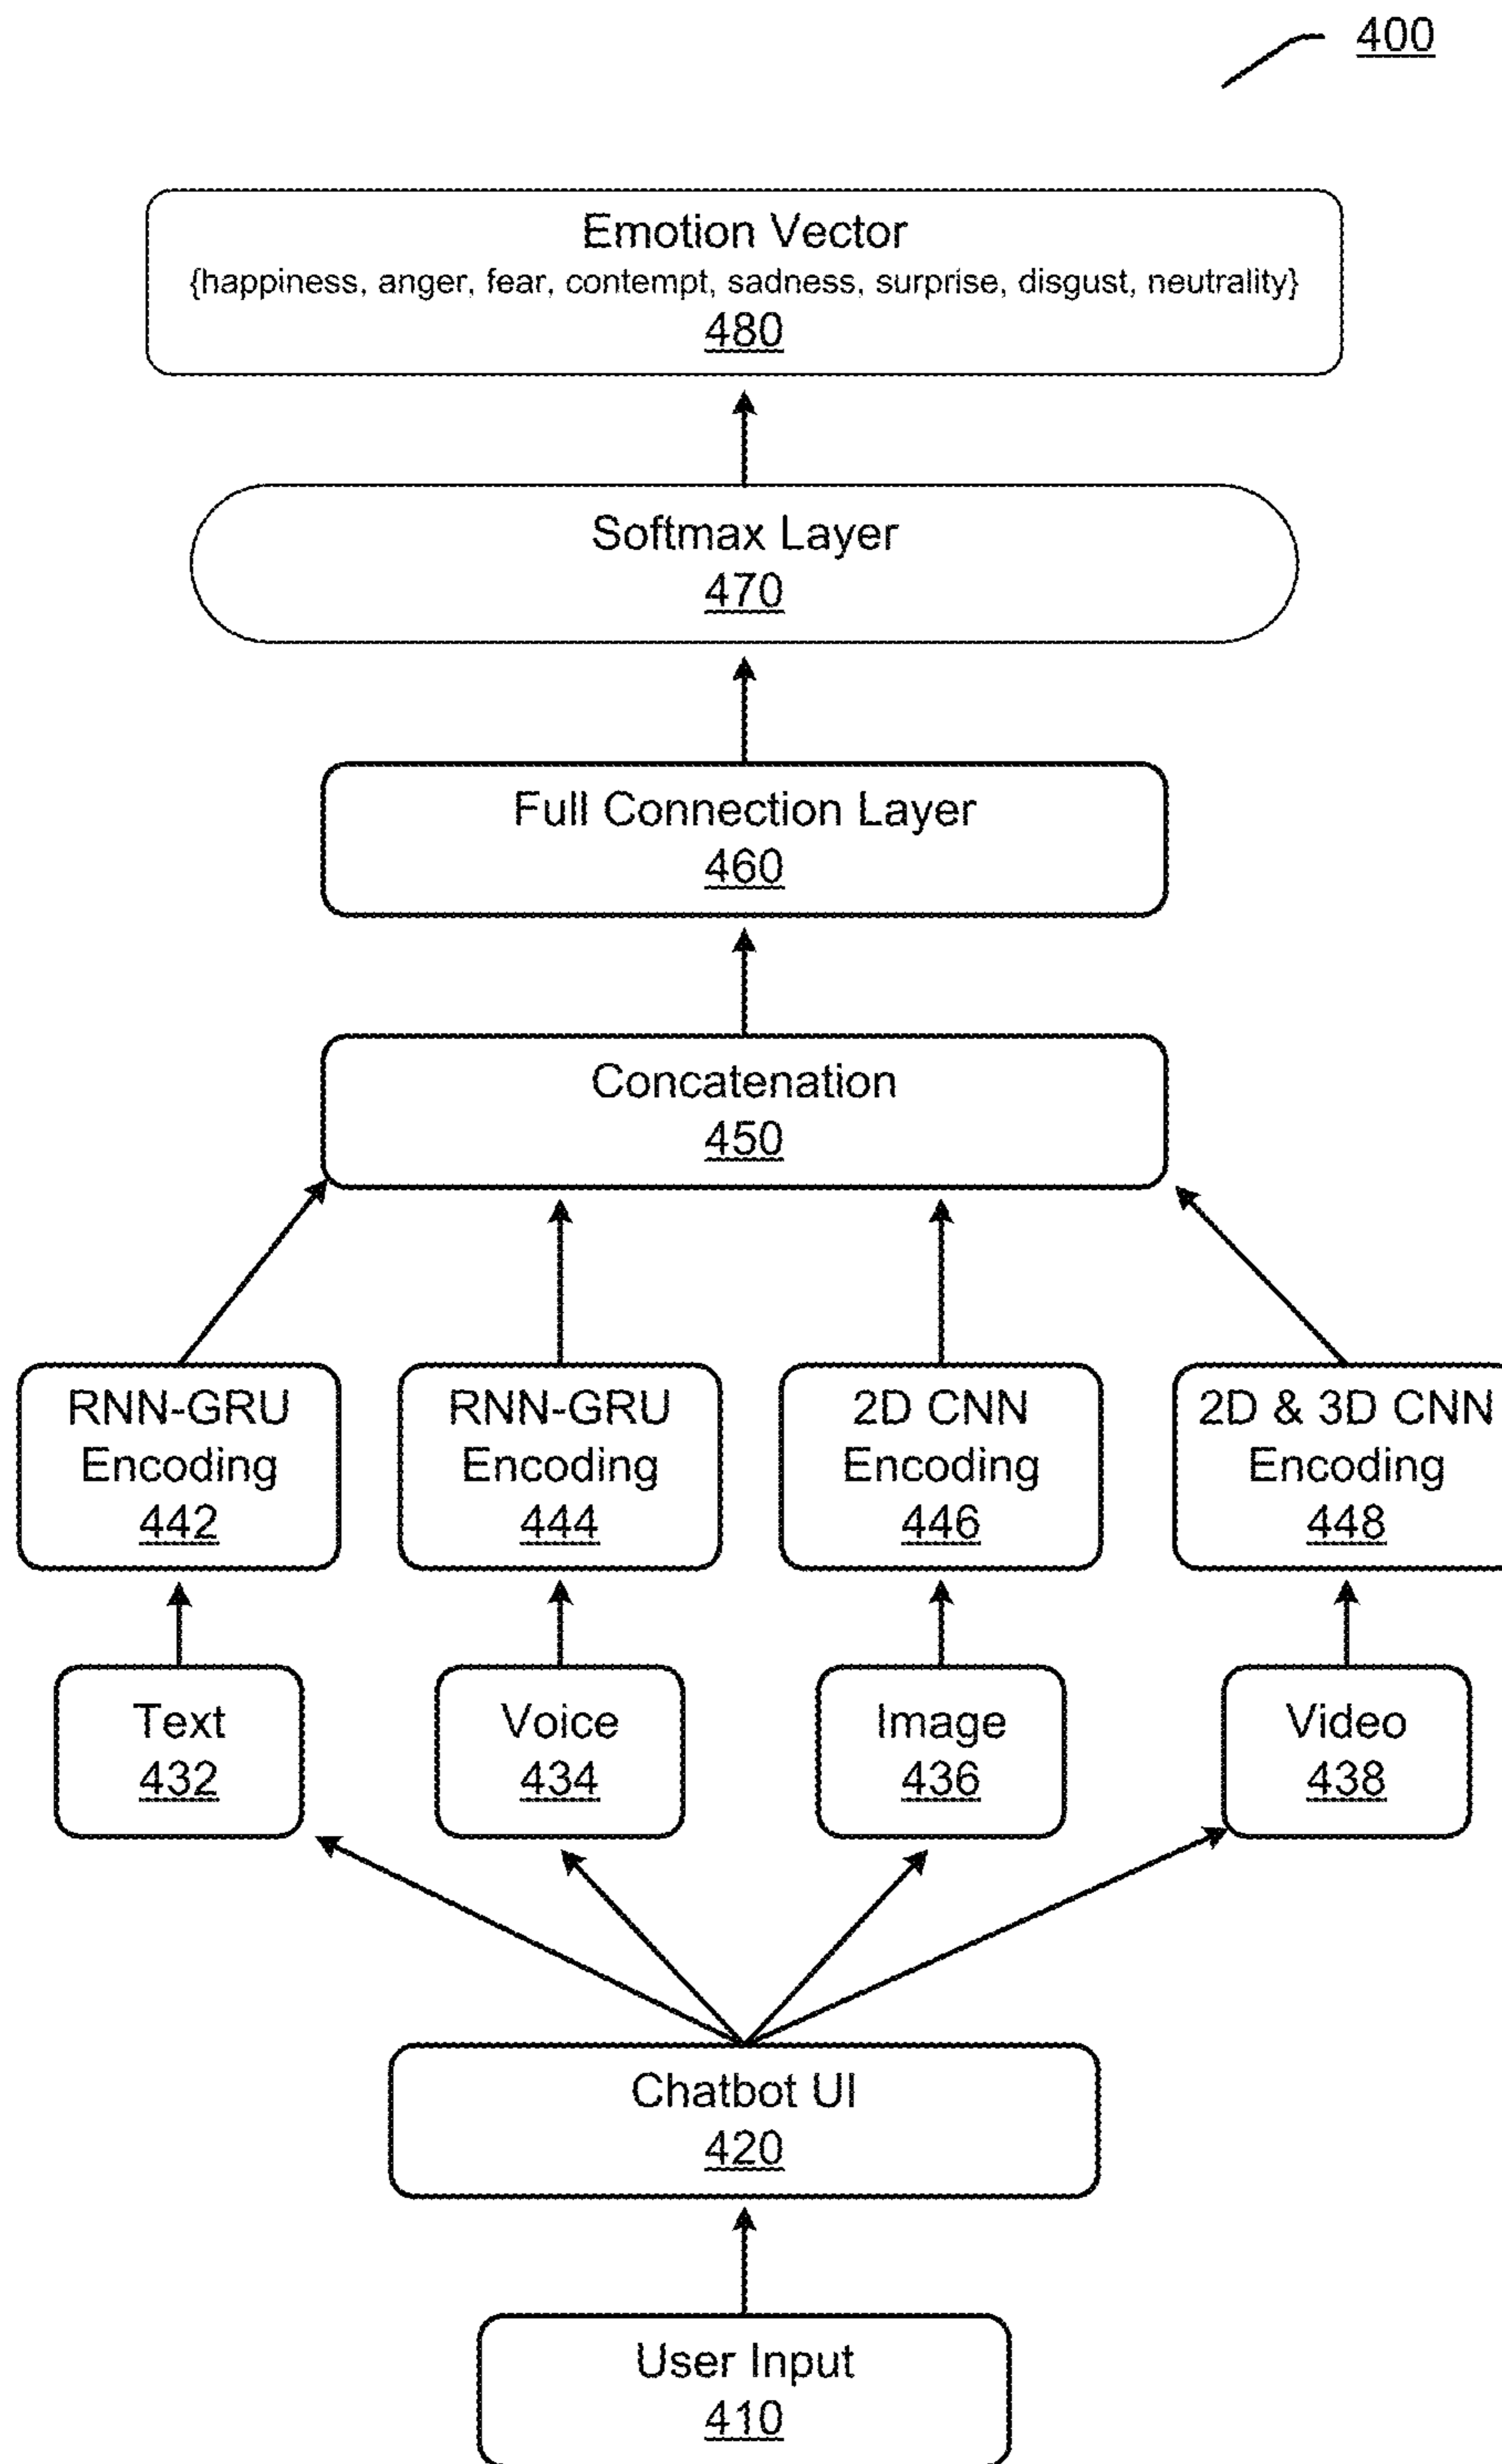 400
Emotion Vector
{happiness, anger, fear, contempt, sadness, surprise, disgust, neutrality}
480
Softmax Layer
470
Full Connection Layer
460
Concatenation
450
RNN-GRU
Encoding
442
RNN-GRU
Encoding
444
2D CNN
Encoding
446
2D & 3D CNN
Encoding
448
Text
432
Voice
434
Image
436
Video
438
Chatbot UI
420
User Input
410